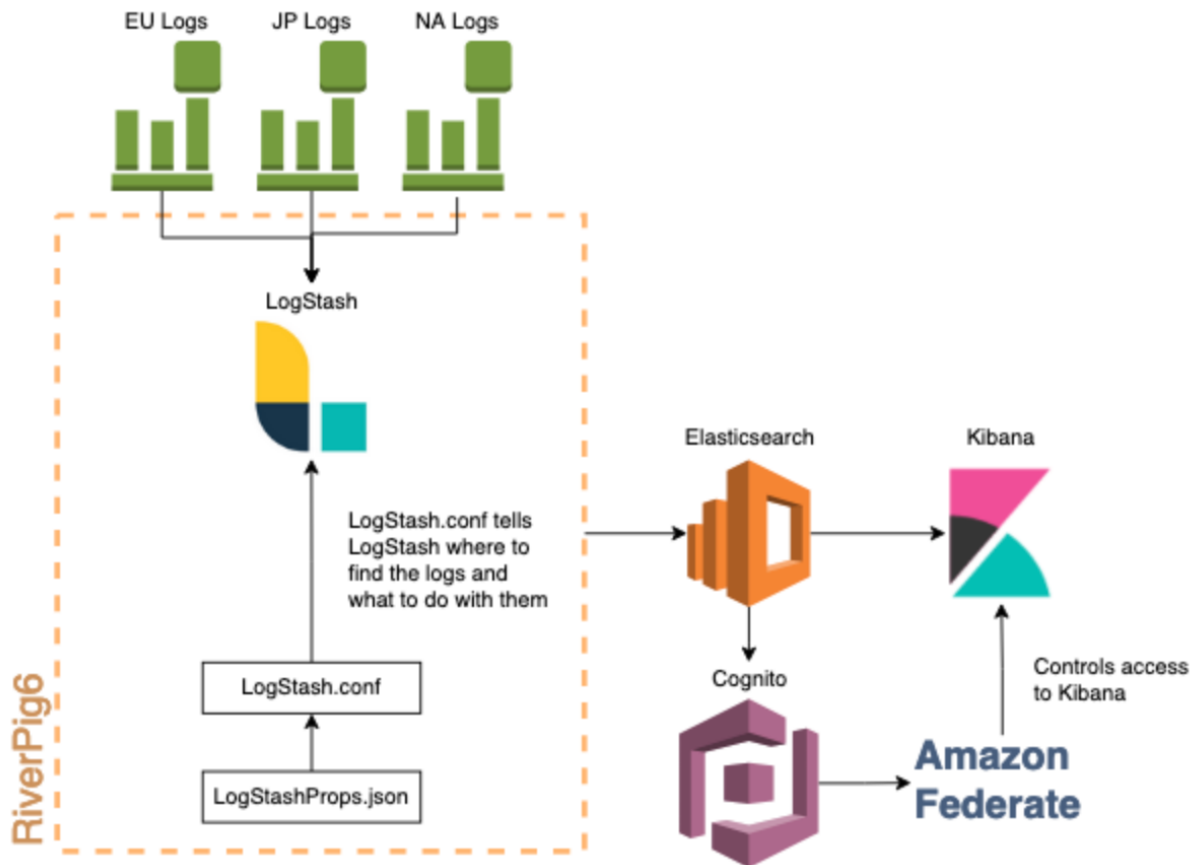 EU Logs
JP Logs
NA Logs
LogStash
LogStash.conf tells
LogStash where to
find the logs and
what to do with them
LogStash.conf
LogStashProps.json
RiverPig6
Elasticsearch
Kibana
Cognito
Controls access
to Kibana
Amazon
Federate